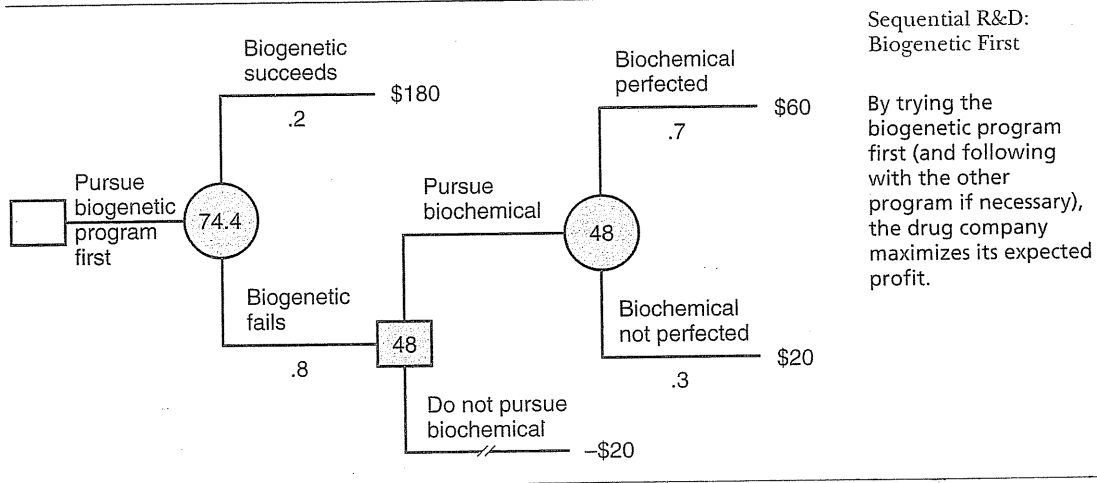 Sequential R&D:
Biogenetic First
By trying the
biogenetic program
first (and following
with the other
program if necessary),
the drug company
maximizes its expected
profit.
Pursue
biogenetic
program
first
74.4
Biogenetic
succeeds
.2
$180
Biogenetic
fails
.8
48
Pursue
biochemical
48
Biochemical
perfected
.7
$60
Biochemical
not perfected
.3
$20
Do not pursue
biochemical
–$20